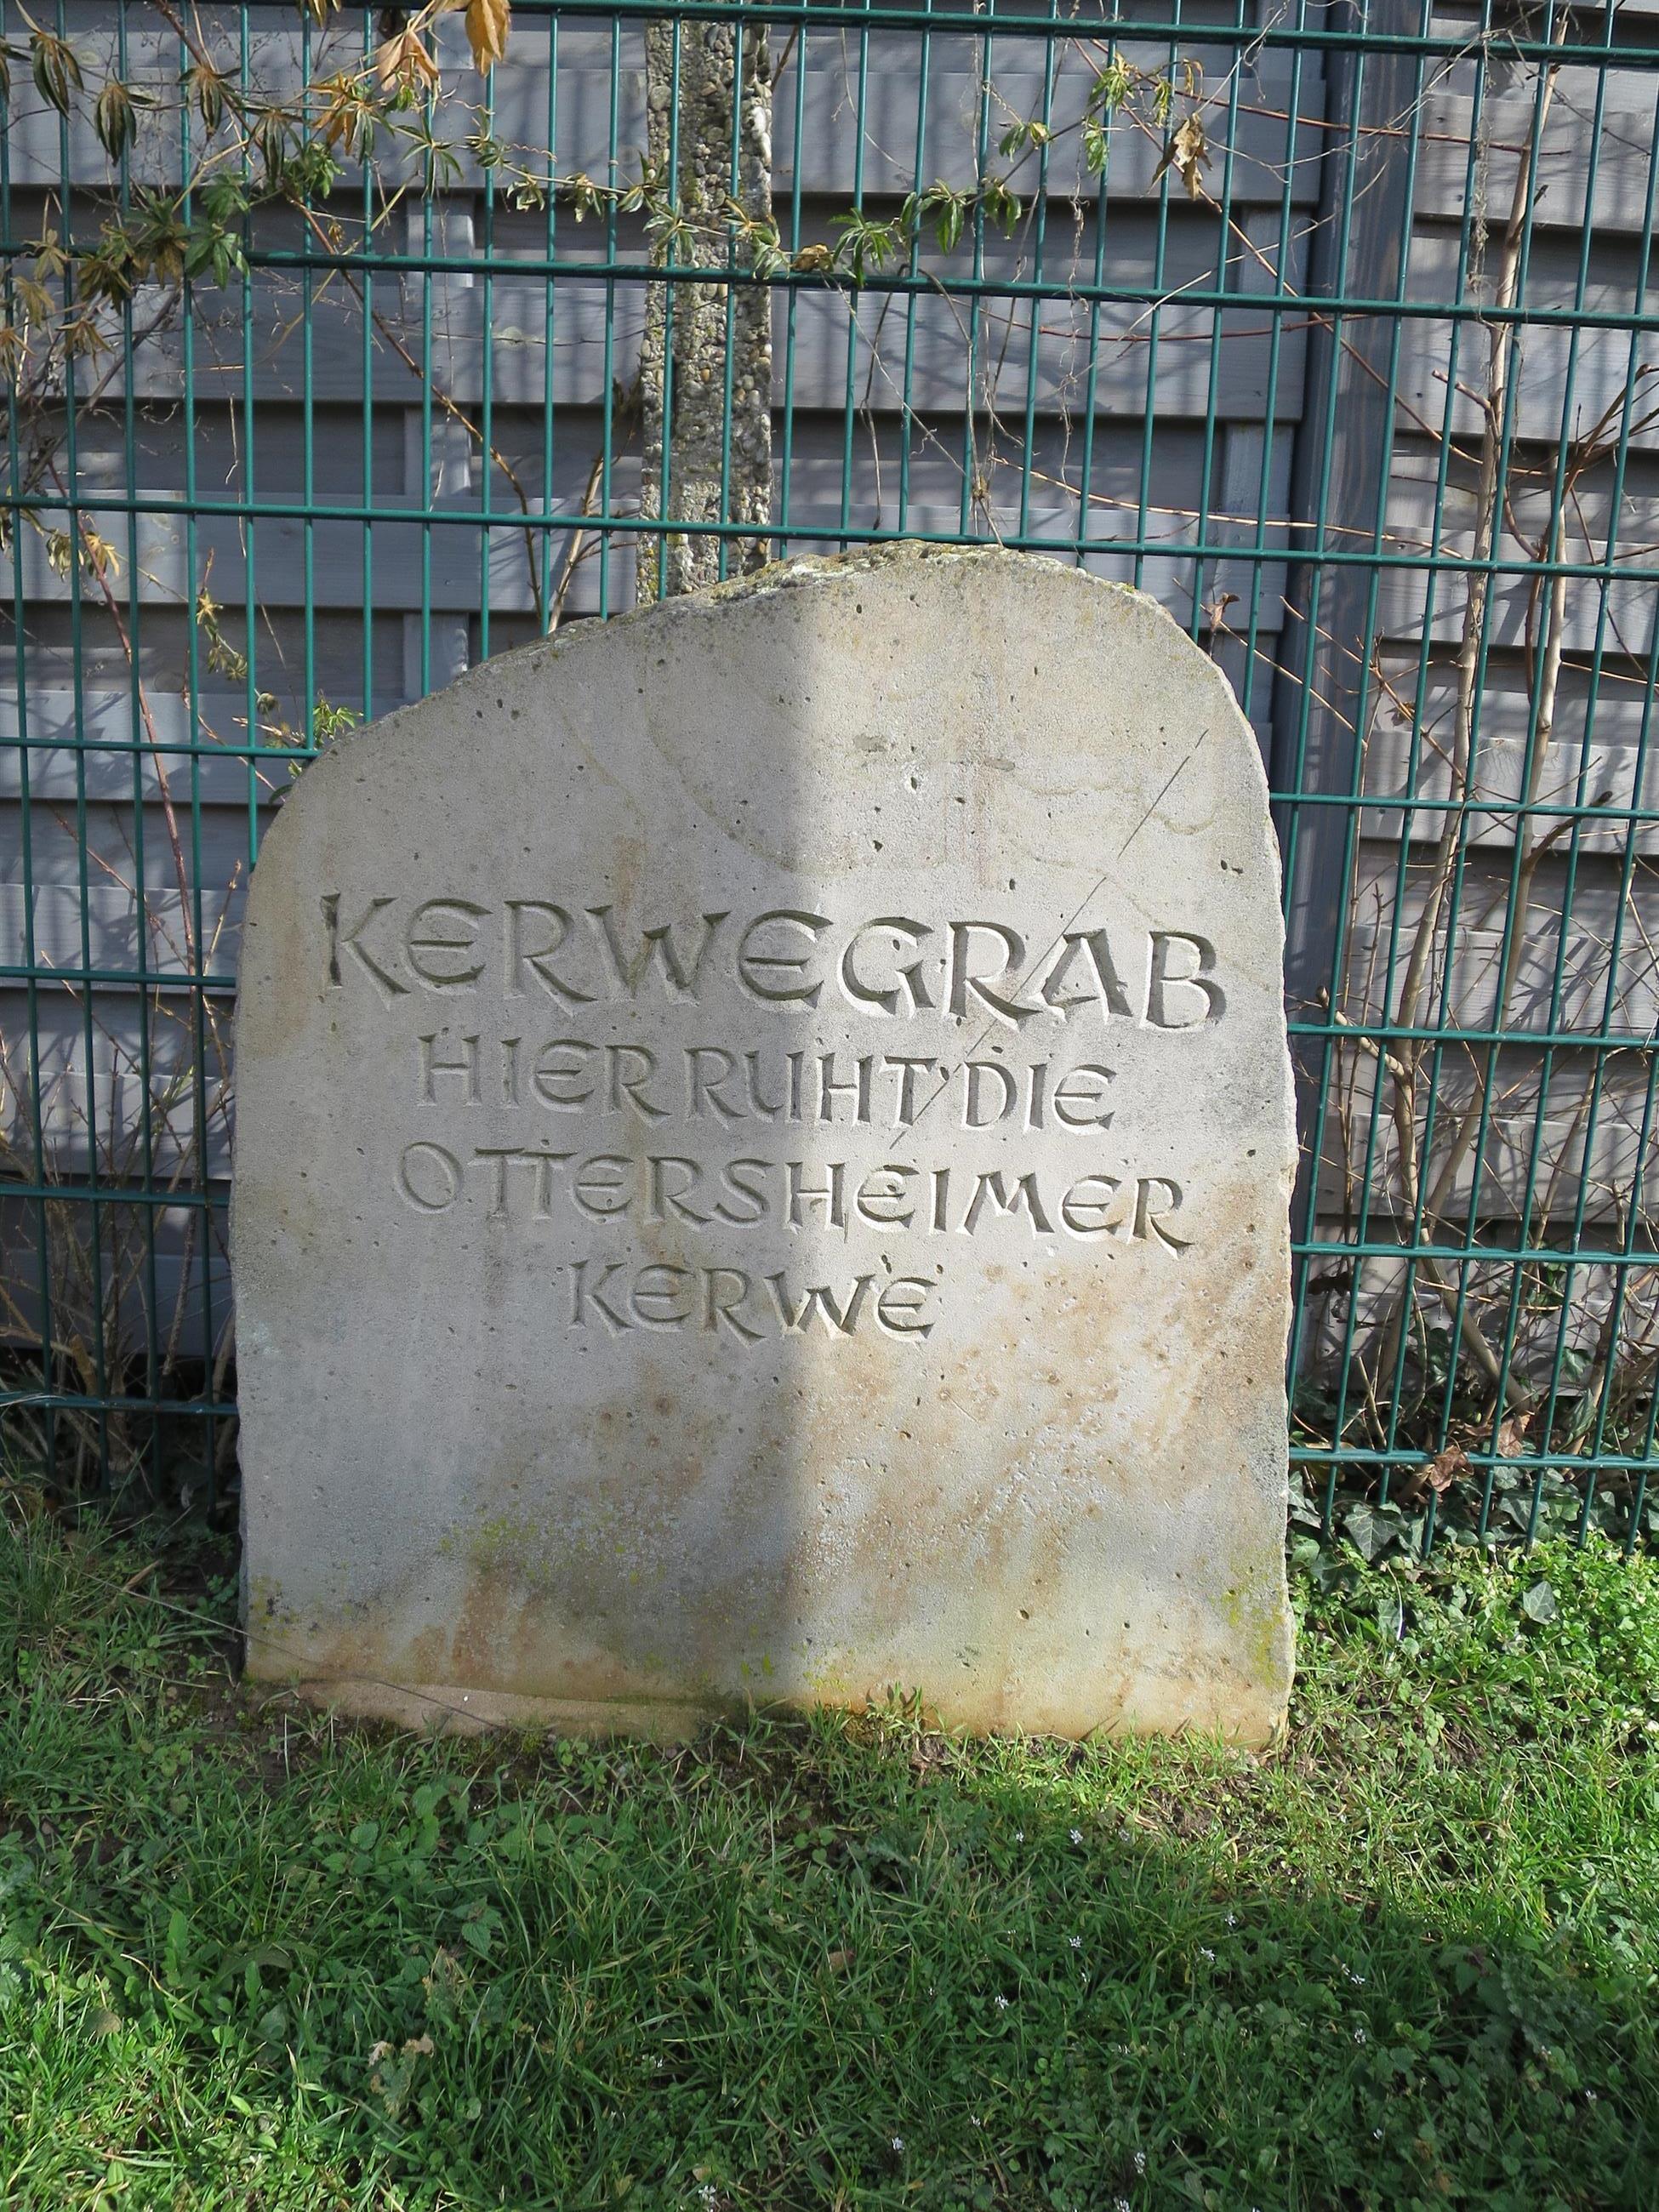 KERWEGRAB
HIER RUHT DIE
OTTERSHEIMER
KERWE